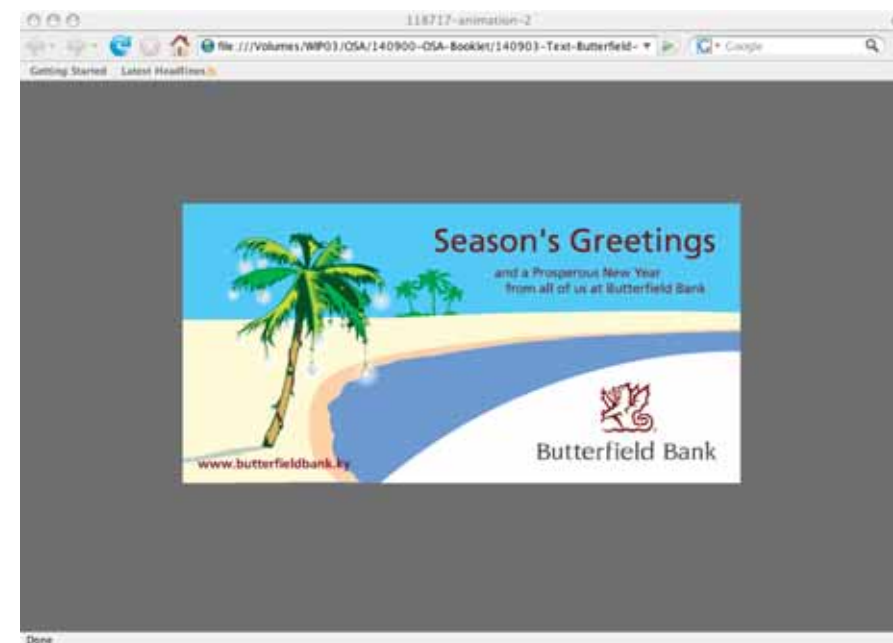 118717-animation-2
file:///Volumes/WIP03/OSA/140900-OSA-Booklet/140903-Text-Butterfield-
Google
Getting Started Latest Headlines
Season's Greetings
and a Prosperous New Year
from all of us at Butterfield Bank
Butterfield Bank
www.butterfieldbank.ky
Done